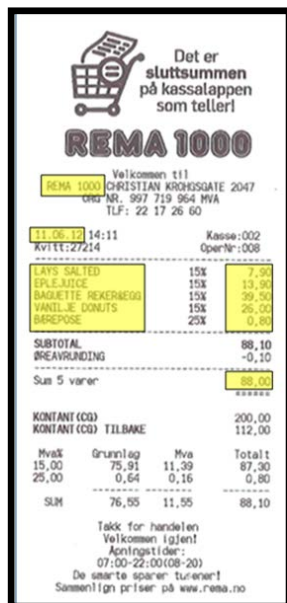 Det er
sluttsummen
på kassalappen
som teller!
REMA 1000
Velkommen til
REMA 1000 CHRISTIAN KROHGSGATE 2047
ORG NR. 997 719 964 MVA
TLF: 22 17 26 60
11.06.12 14:11 Kasse:002
Kvitt:27214 OperNr:008
LAYS SALTED 15% 7,90
EPLEJUICE 15% 13,90
BAGUETTE REKER&EGG 15% 39,50
VANILJE DONUTS 15% 26,00
BÆREPOSE 25% 0,80
SUBTOTAL 88,10
ØREAVRUNDING -0,10
Sum 5 varer 88,00
KONTANT(CG) 200,00
KONTANT(CG) TILBAKE 112,00
Mva% Grunnlag Mva Totalt
15,00 75,91 11,39 87,30
25,00 0,64 0,16 0,80
SUM 76,55 11,55 88,10
Takk for handelen
Velkommen igjen!
Åpningstider:
07:00-22:00(08-20)
De smarte sparer tusener!
Sammenlign priser på www.rema.no